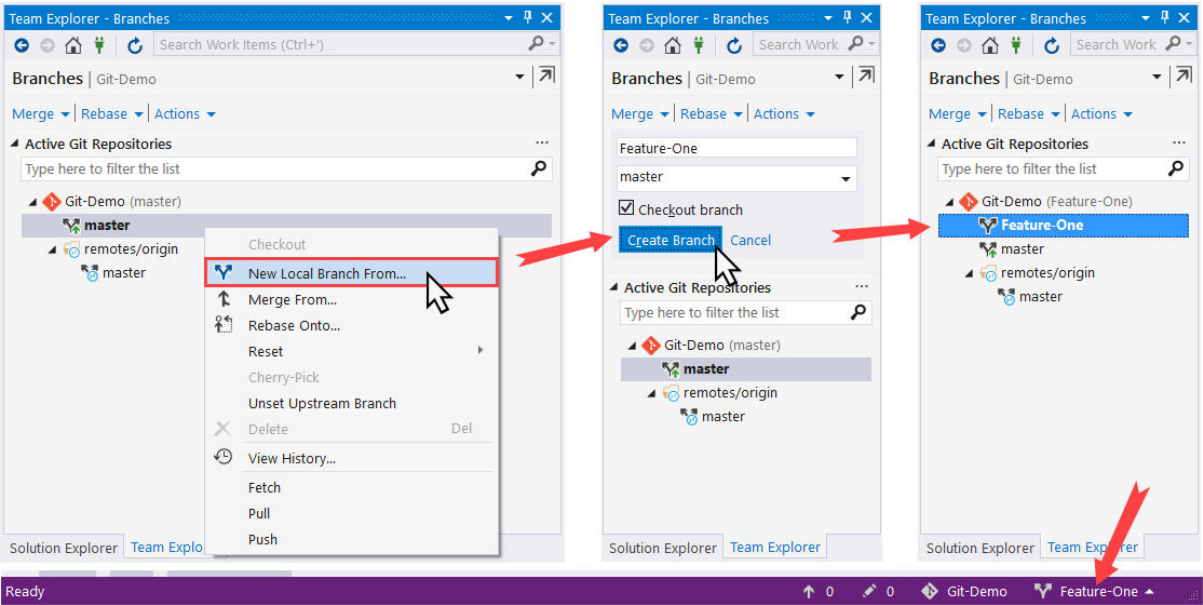 Team Explorer - Branches
Search Work Items (Ctrl+')
Branches | Git-Demo
Merge Rebase Actions
Active Git Repositories
Type here to filter the list
Git-Demo (master)
master
remotes/origin
master
Checkout
New Local Branch From...
Merge From...
Rebase Onto...
Reset
Cherry-Pick
Unset Upstream Branch
Delete Del
View History...
Fetch
Pull
Push
Solution Explorer Team Explo
Team Explorer - Branches
Search Work
Branches | Git-Demo
Merge Rebase Actions
Feature-One
master
Checkout branch
Create Branch Cancel
Active Git Repositories
Type here to filter the list
Git-Demo (master)
master
remotes/origin
master
Solution Explorer Team Explorer
Team Explorer - Branches
Search Work
Branches | Git-Demo
Merge Rebase Actions
Active Git Repositories
Type here to filter the list
Git-Demo (Feature-One)
Feature-One
master
remotes/origin
master
Solution Explorer Team Explorer
Ready 0 0 Git-Demo Feature-One